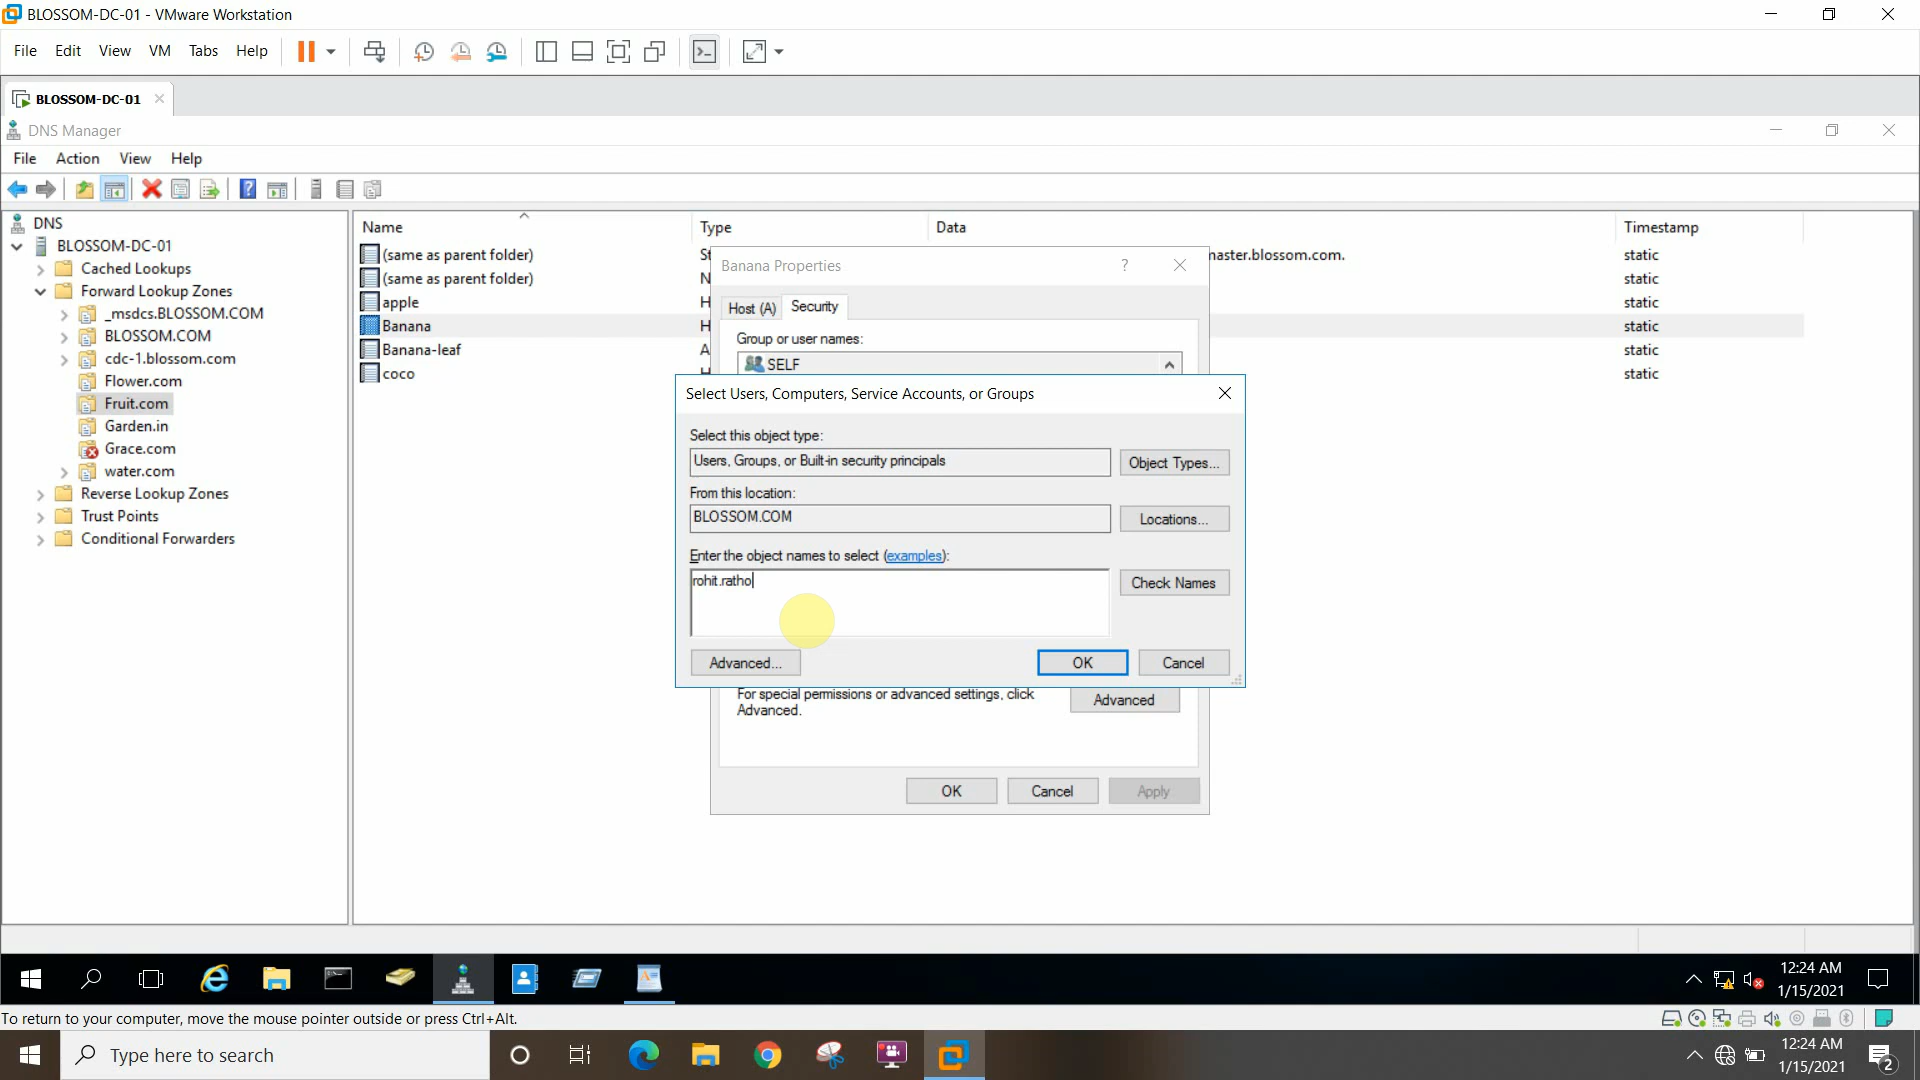 BLOSSOM-DC-01 - VMware Workstation
File Edit View VM Tabs Help
BLOSSOM-DC-01
DNS Manager
File Action View Help
DNS
BLOSSOM-DC-01
Cached Lookups
Forward Lookup Zones
_msdcs.BLOSSOM.COM
BLOSSOM.COM
cdc-1.blossom.com
Flower.com
Fruit.com
Garden.in
Grace.com
water.com
Reverse Lookup Zones
Trust Points
Conditional Forwarders
Name Type Data Timestamp
(same as parent folder) St naster.blossom.com. static
(same as parent folder) N static
apple H static
Banana H static
Banana-leaf A static
coco static
Banana Properties ?
Host (A) Security
Group or user names:
SELF
Select Users, Computers, Service Accounts, or Groups
Select this object type:
Users, Groups, or Built-in security principals Object Types...
From this location:
BLOSSOM.COM Locations...
Enter the object names to select (examples):
rohit.ratho Check Names
Advanced... OK Cancel
For special permissions or advanced settings, click
Advanced. Advanced
OK Cancel Apply
12:24 AM
1/15/2021
To return to your computer, move the mouse pointer outside or press Ctrl+Alt.
Type here to search
12:24 AM
1/15/2021
2